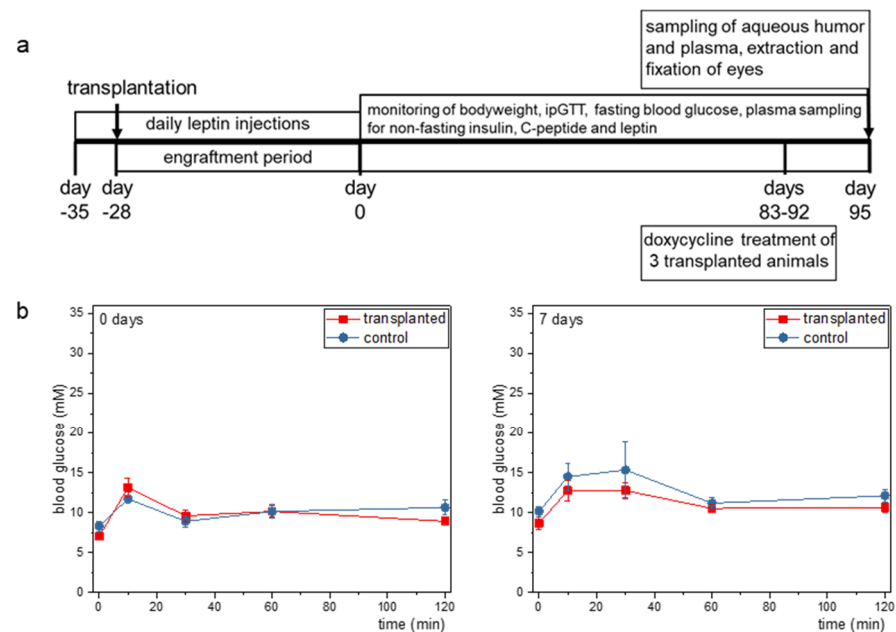 a
sampling of aqueous humor
and plasma, extraction and
fixation of eyes
transplantation
daily leptin injections
monitoring of bodyweight, ipGTT, fasting blood glucose, plasma sampling
for non-fasting insulin, C-peptide and leptin
engraftment period
day
-35
day
-28
day
0
days
83-92
day
95
doxycycline treatment of
3 transplanted animals
b
0 days
transplanted
control
blood glucose (mM)
35
30
25
20
15
10
5
0
0 20 40 60 80 100 120
time (min)
7 days
transplanted
control
blood glucose (mM)
35
30
25
20
15
10
5
0
0 20 40 60 80 100 120
time (min)